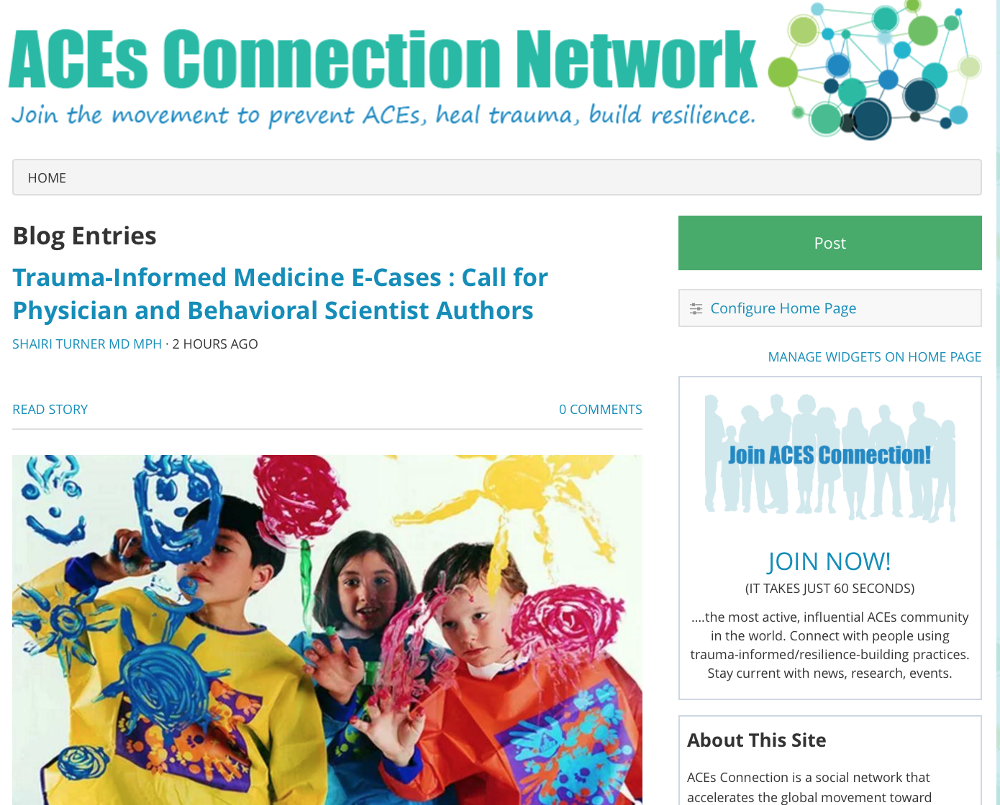 ACEs Connection Network
Join the movement to prevent ACEs, heal trauma, build resilience.
HOME
Blog Entries
Trauma-Informed Medicine E-Cases : Call for
Physician and Behavioral Scientist Authors
SHAIRI TURNER MD MPH · 2 HOURS AGO
READ STORY
0 COMMENTS
Post
Configure Home Page
MANAGE WIDGETS ON HOME PAGE
Join ACES Connection!
JOIN NOW!
(IT TAKES JUST 60 SECONDS)
....the most active, influential ACEs community
in the world. Connect with people using
trauma-informed/resilience-building practices.
Stay current with news, research, events.
About This Site
ACEs Connection is a social network that
accelerates the global movement toward